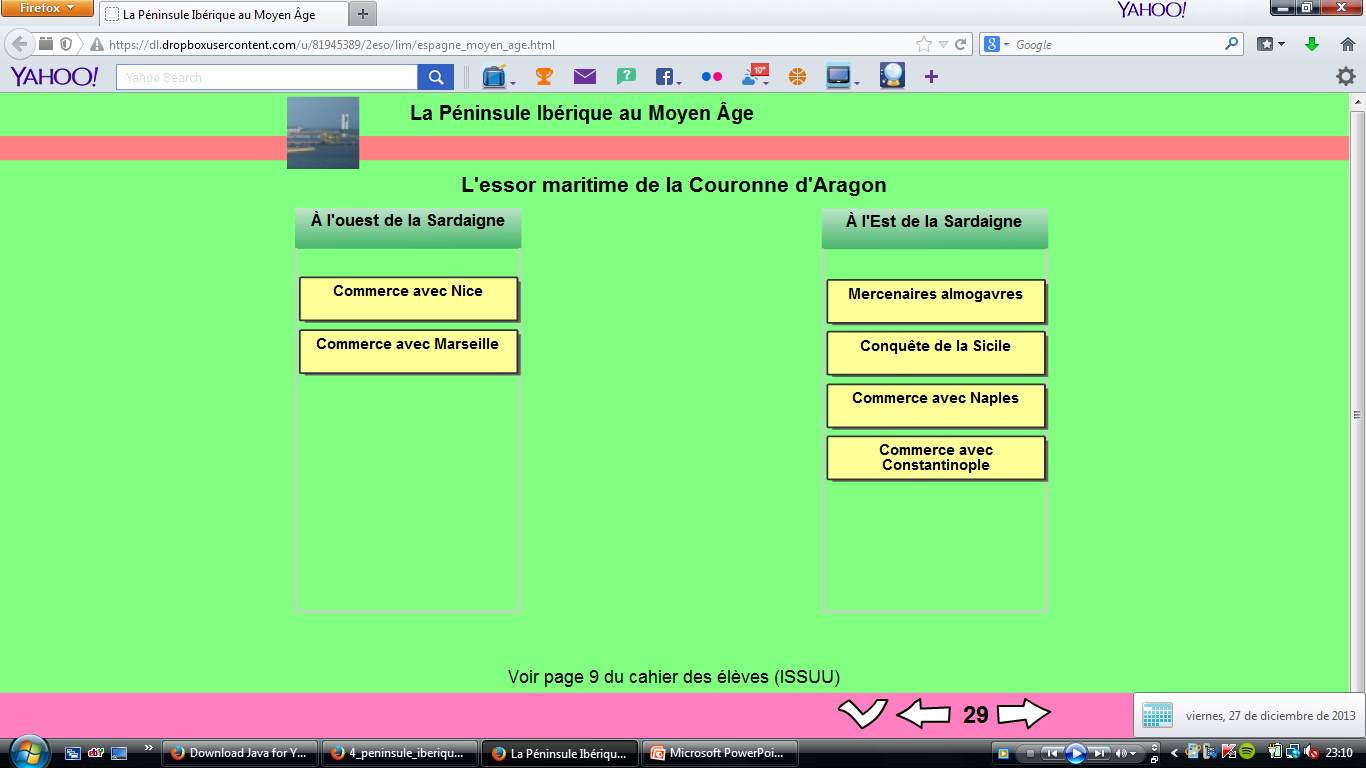 Firefox
La Péninsule Ibérique au Moyen Âge
YAHOO!
https://dl.dropboxusercontent.com/u/81945389/2eso/lim/espagne_moyen_age.html
Google
YAHOO!
Yahoo Search
10°
La Péninsule Ibérique au Moyen Âge
L'essor maritime de la Couronne d'Aragon
À l'ouest de la Sardaigne
Commerce avec Nice
Commerce avec Marseille
À l'Est de la Sardaigne
Mercenaires almogavres
Conquête de la Sicile
Commerce avec Naples
Commerce avec
Constantinople
Voir page 9 du cahier des élèves (ISSUU)
29
viernes, 27 de diciembre de 2013
Download Java for Y...
4_peninsule_iberiqu...
La Péninsule Ibériqu...
Microsoft PowerPoi...
23:10